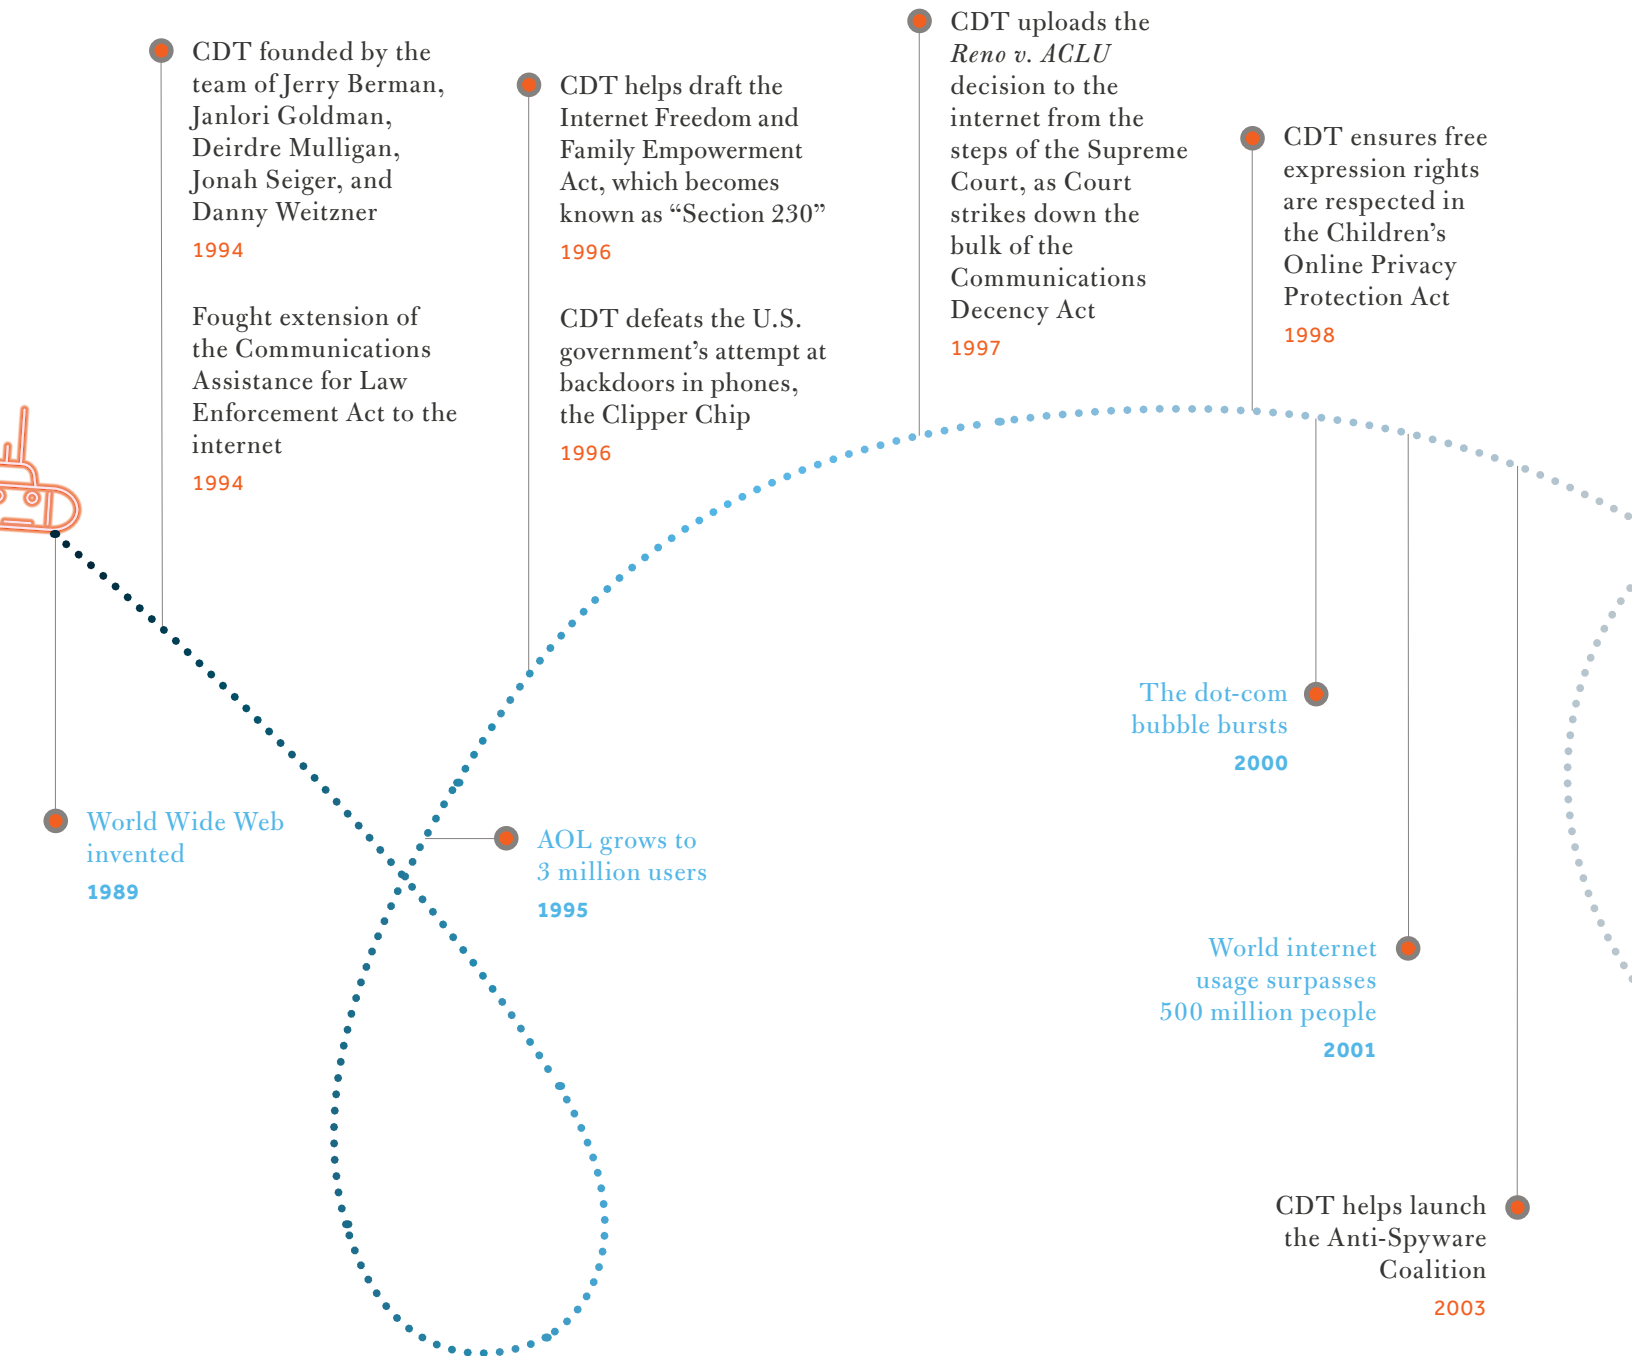 CDT founded by the
team of Jerry Berman,
Janlori Goldman,
Deirdre Mulligan,
Jonah Seiger, and
Danny Weitzner
1994
Fought extension of
the Communications
Assistance for Law
Enforcement Act to the
internet
1994
CDT helps draft the
Internet Freedom and
Family Empowerment
Act, which becomes
known as “Section 230”
1996
CDT defeats the U.S.
government’s attempt at
backdoors in phones,
the Clipper Chip
1996
CDT uploads the
Reno v. ACLU
decision to the
internet from the
steps of the Supreme
Court, as Court
strikes down the
bulk of the
Communications
Decency Act
1997
CDT ensures free
expression rights
are respected in
the Children’s
Online Privacy
Protection Act
1998
World Wide Web
invented
1989
AOL grows to
3 million users
1995
The dot-com
bubble bursts
2000
World internet
usage surpasses
500 million people
2001
CDT helps launch
the Anti-Spyware
Coalition
2003